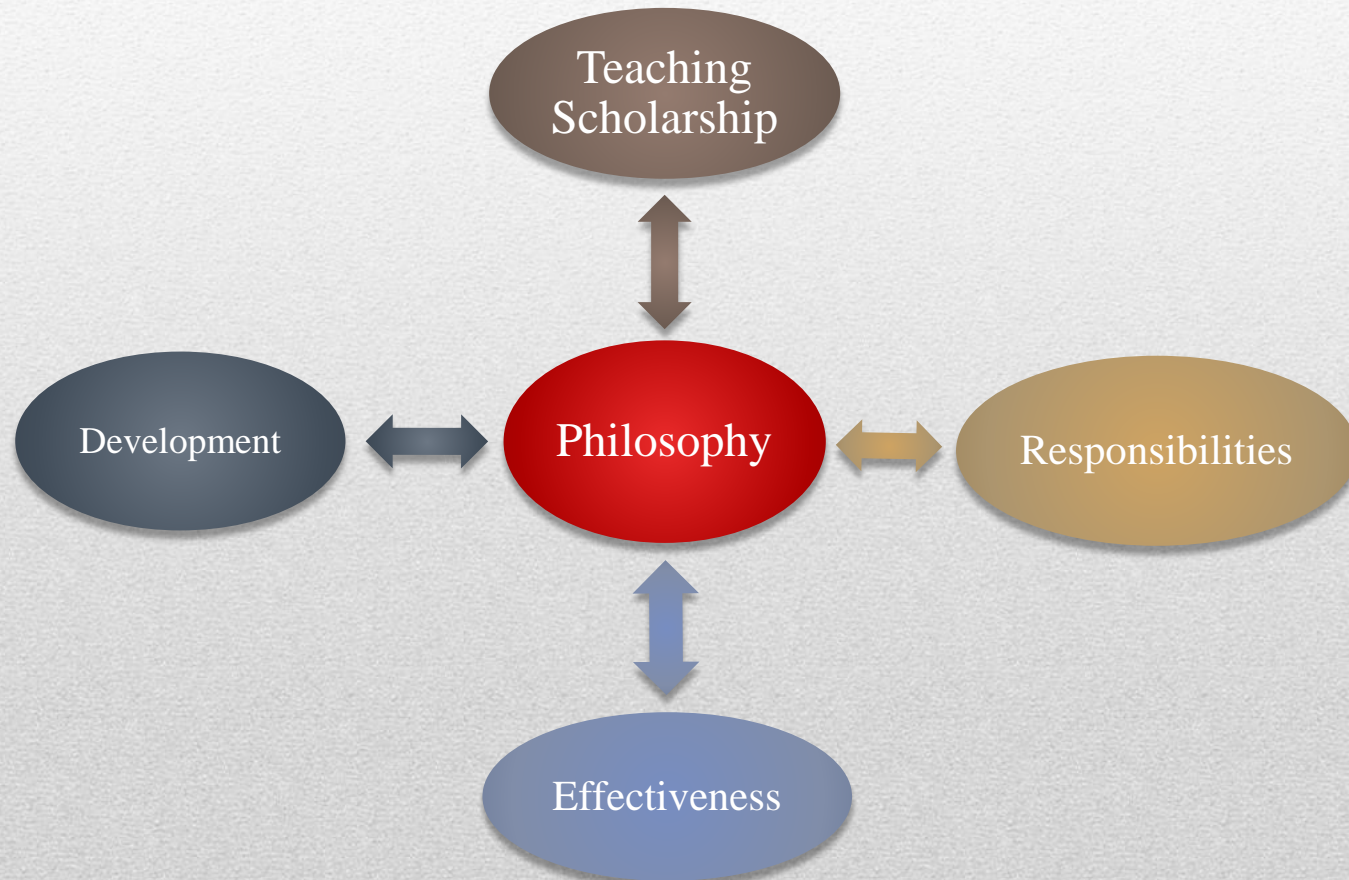 Teaching
Scholarship
Development
Philosophy
Responsibilities
Effectiveness